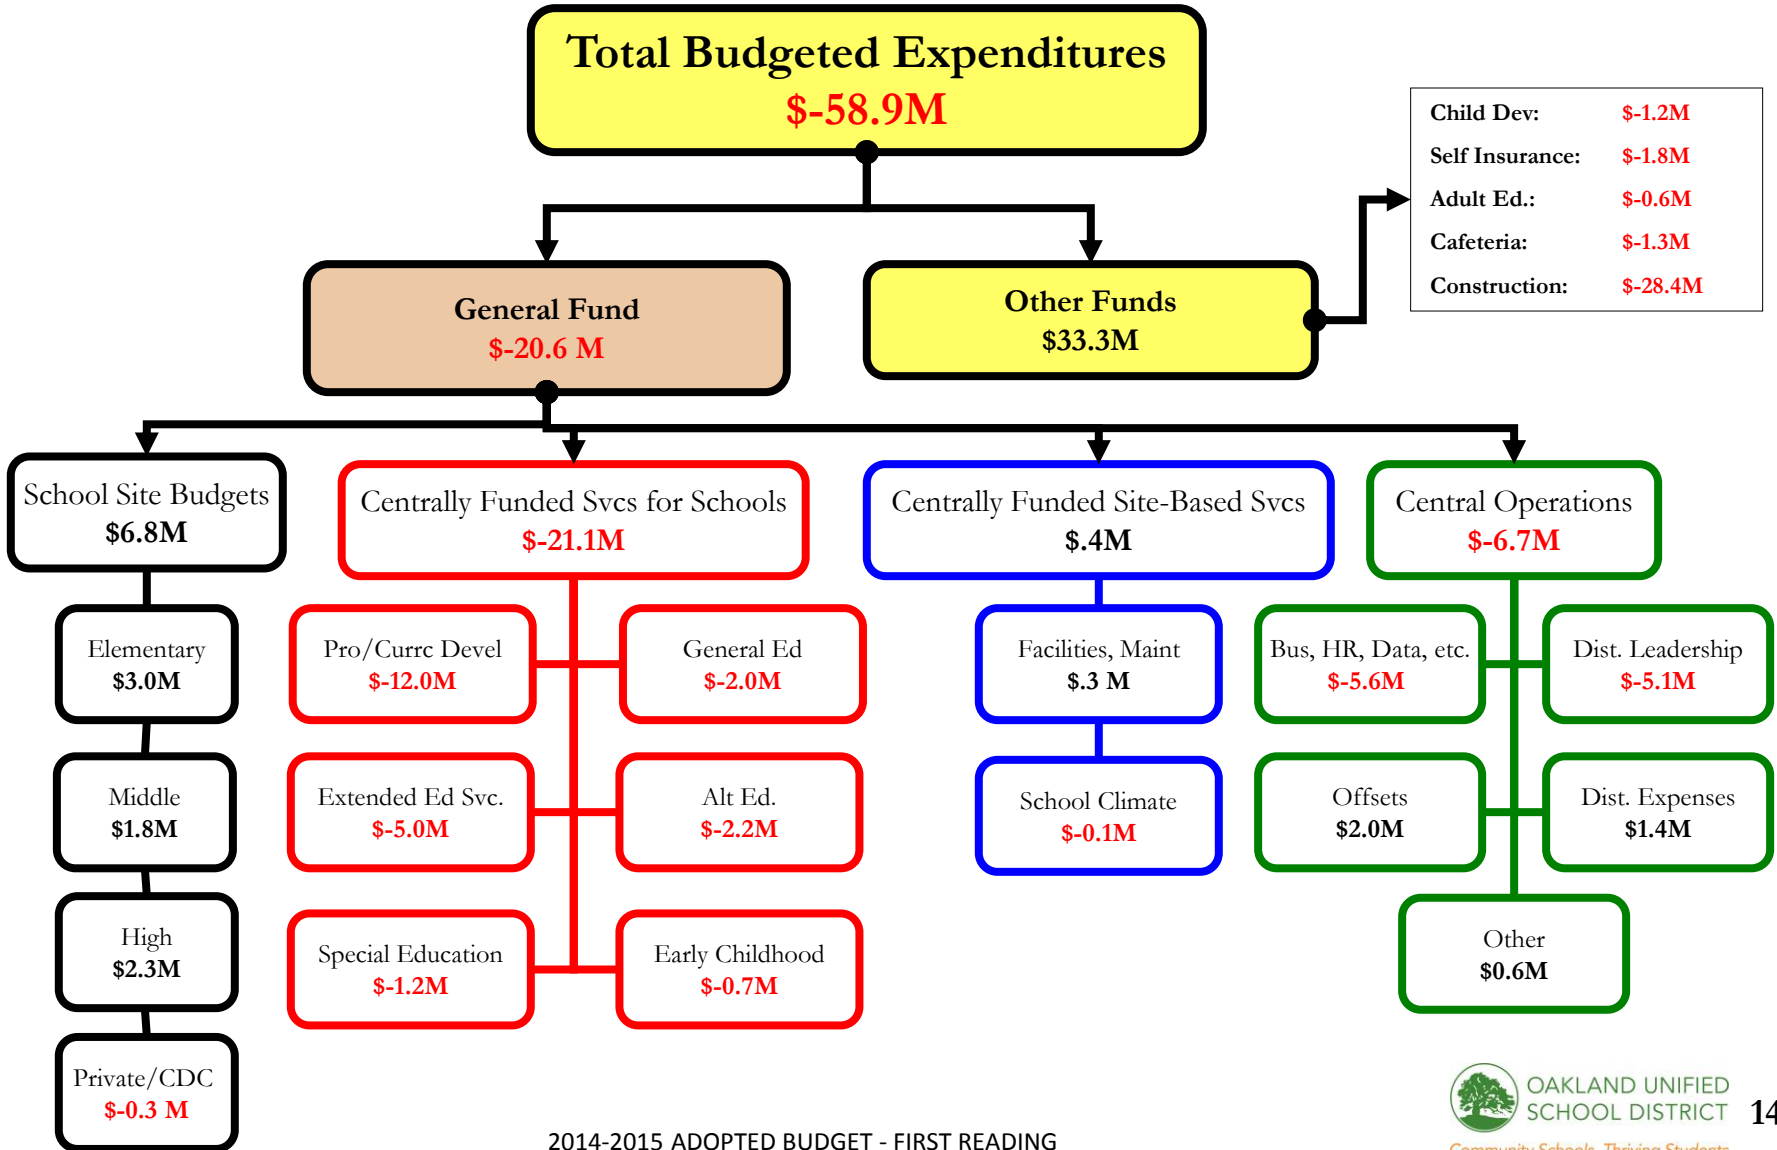 Total Budgeted Expenditures
$-58.9M
Child Dev: $-1.2M
Self Insurance: $-1.8M
Adult Ed.: $-0.6M
Cafeteria: $-1.3M
Construction: $-28.4M
General Fund
$-20.6 M
Other Funds
$33.3M
School Site Budgets
$6.8M
Centrally Funded Svcs for Schools
$-21.1M
Centrally Funded Site-Based Svcs
$.4M
Central Operations
$-6.7M
Elementary
$3.0M
Pro/Currc Devel
$-12.0M
General Ed
$-2.0M
Facilities, Maint
$.3 M
Bus, HR, Data, etc.
$-5.6M
Dist. Leadership
$-5.1M
Middle
$1.8M
Extended Ed Svc.
$-5.0M
Alt Ed.
$-2.2M
School Climate
$-0.1M
Offsets
$2.0M
Dist. Expenses
$1.4M
High
$2.3M
Special Education
$-1.2M
Early Childhood
$-0.7M
Other
$0.6M
Private/CDC
$-0.3 M
OAKLAND UNIFIED
SCHOOL DISTRICT
Community Schools, Thriving Students
14
2014-2015 ADOPTED BUDGET - FIRST READING